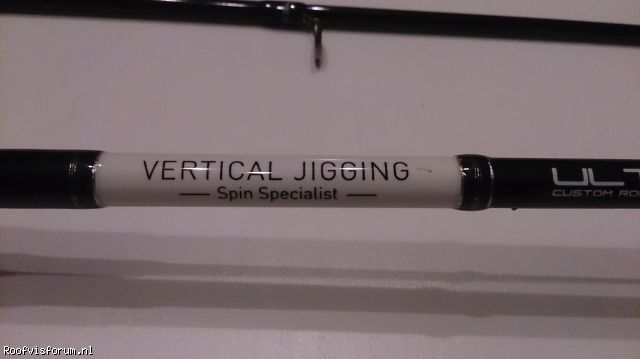 VERTICAL JIGGING
Spin Specialist
ULT
CUSTOM RO
Roofvisforum.nl